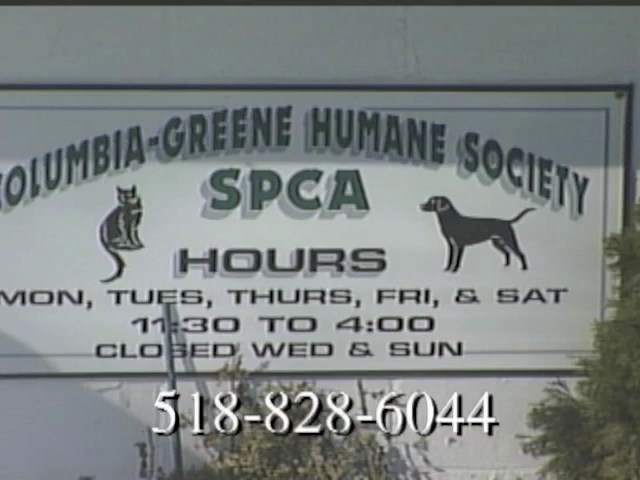 COLUMBIA-GREENE HUMANE SOCIETY
SPCA
HOURS
MON, TUES, THURS, FRI, & SAT
11:30 TO 4:00
CLOSED WED & SUN
518-828-6044